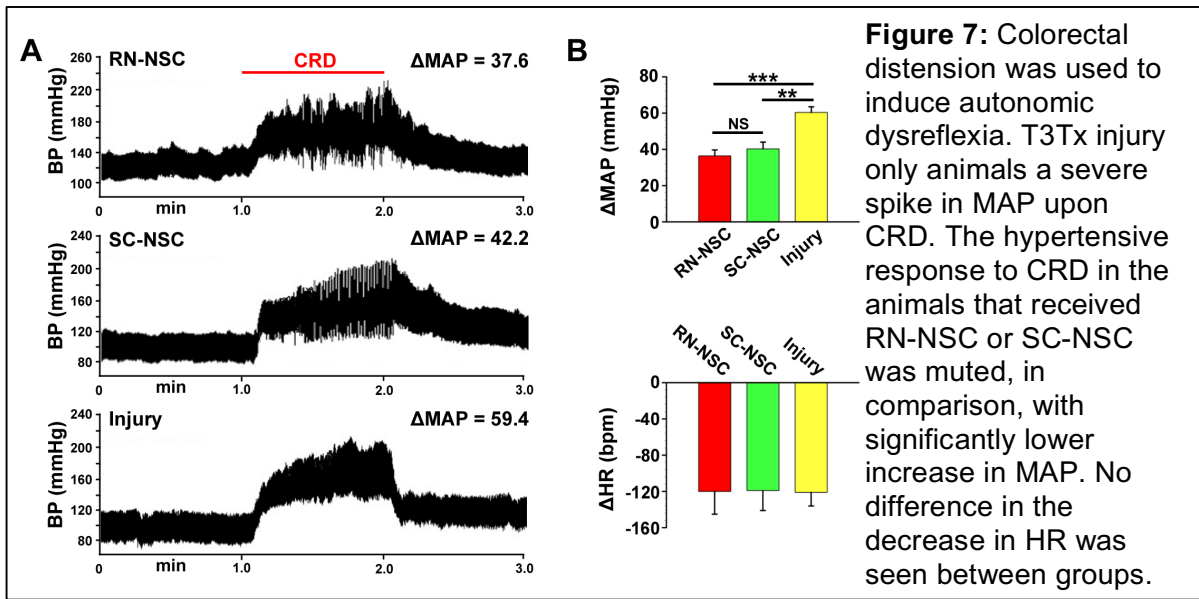 A
RN-NSC
CRD
ΔMAP = 37.6
BP (mmHg)
260
220
180
140
100
0
min
1.0
2.0
3.0
SC-NSC
ΔMAP = 42.2
BP (mmHg)
240
200
160
120
80
0
min
1.0
2.0
3.0
Injury
ΔMAP = 59.4
BP (mmHg)
240
200
160
120
80
0
min
1.0
2.0
3.0
B
ΔMAP (mmHg)
80
60
40
20
0
***
**
NS
RN-NSC
SC-NSC
Injury
RN-NSC
SC-NSC
Injury
ΔHR (bpm)
0
-40
-80
-120
-160
Figure 7: Colorectal
distension was used to
induce autonomic
dysreflexia. T3Tx injury
only animals a severe
spike in MAP upon
CRD. The hypertensive
response to CRD in the
animals that received
RN-NSC or SC-NSC
was muted, in
comparison, with
significantly lower
increase in MAP. No
difference in the
decrease in HR was
seen between groups.